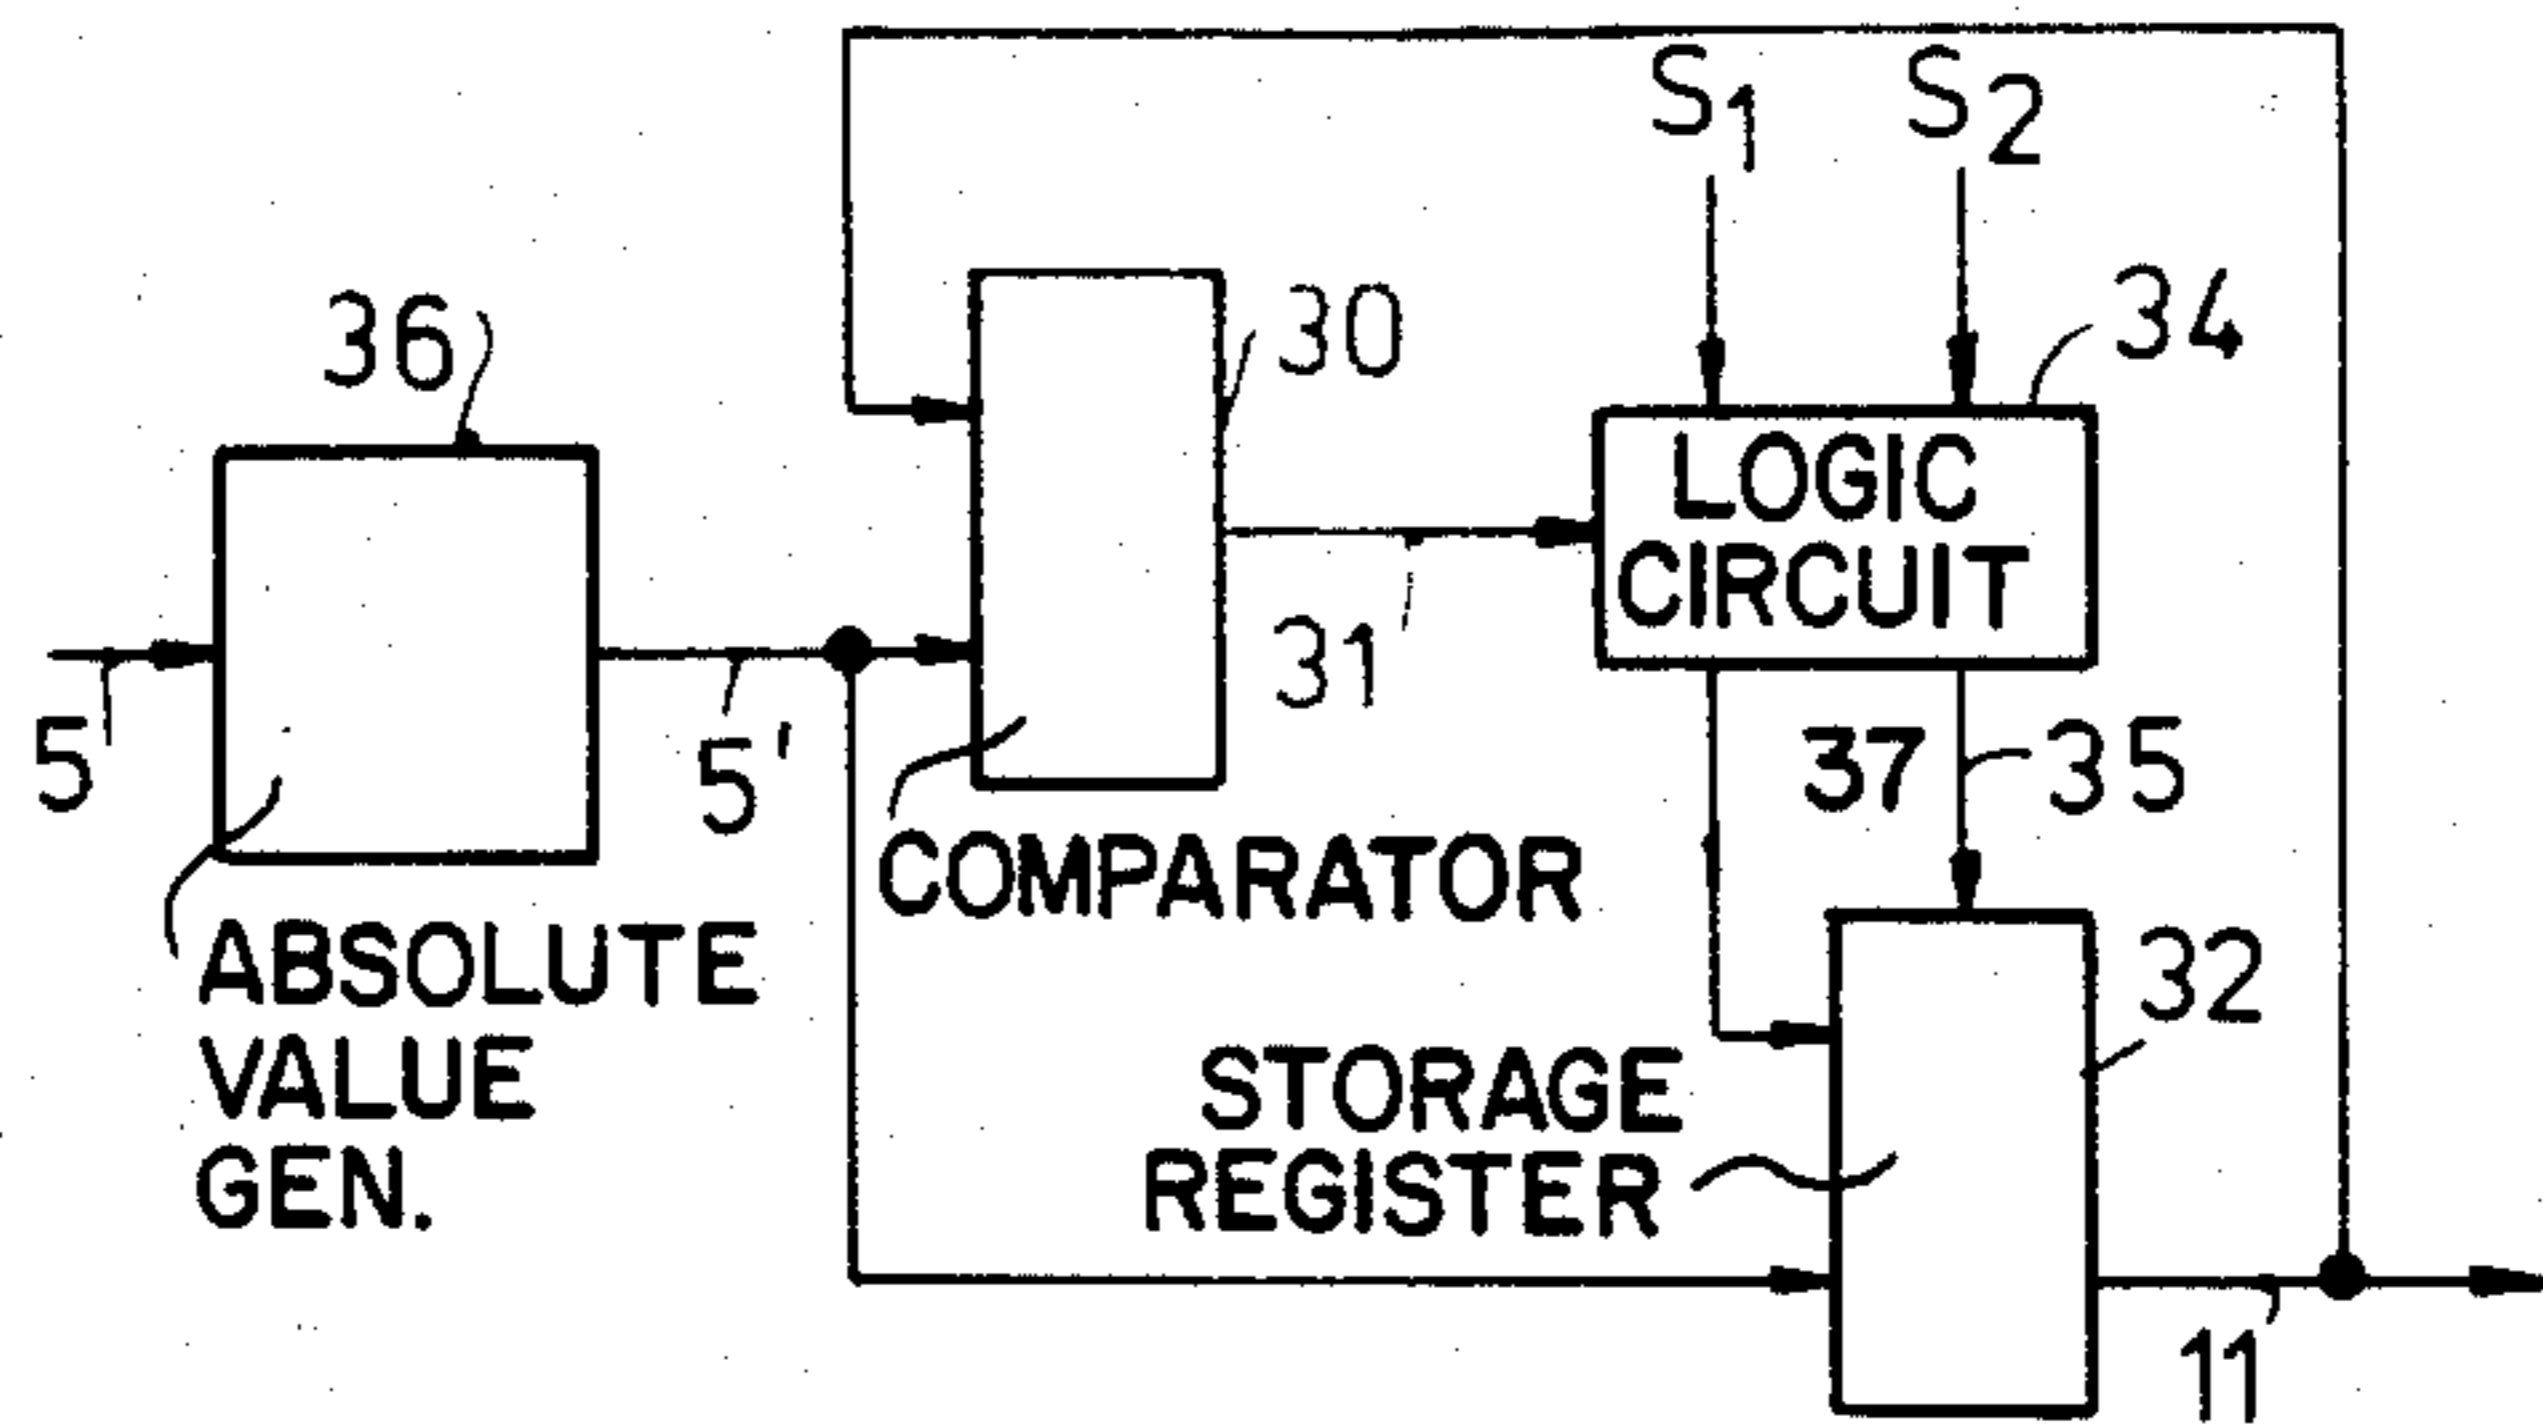 S1
S2
36
30
34
LOGIC
CIRCUIT
31
5
5'
37
35
COMPARATOR
ABSOLUTE
VALUE
GEN.
32
STORAGE
REGISTER
11